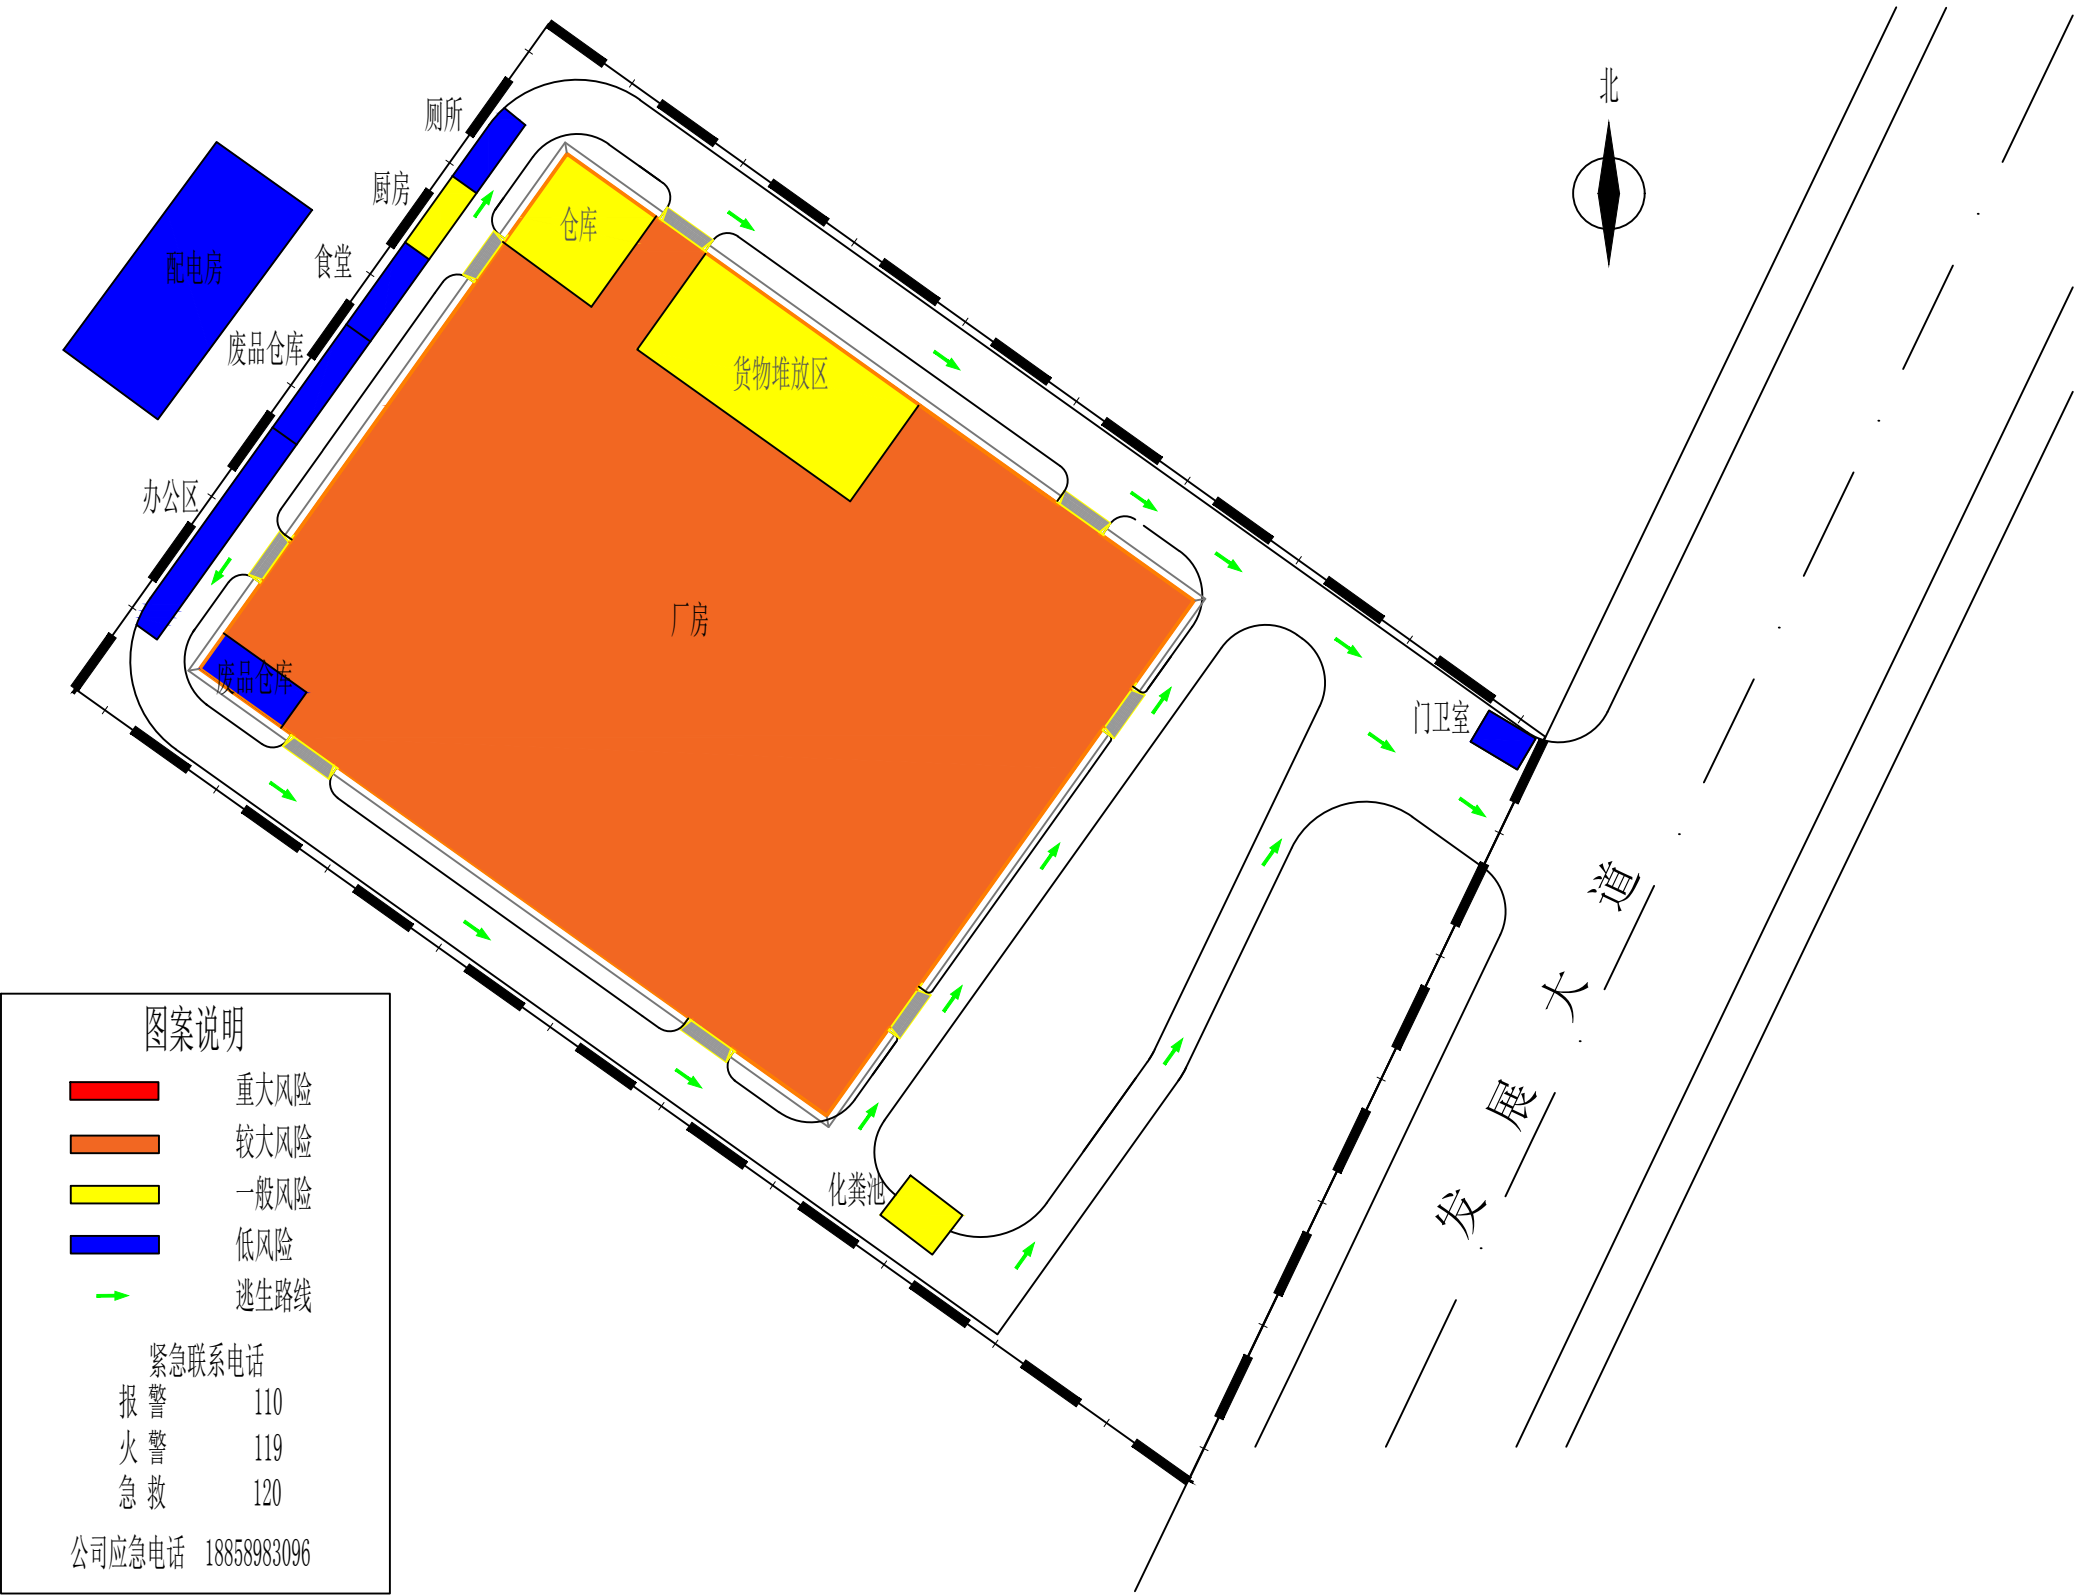 北
厕所
厨房
仓库
食堂
配电房
废品仓库
货物堆放区
办公区
厂房
废品仓库
门卫室
发展大道
化粪池
图案说明
重大风险
较大风险
一般风险
低风险
逃生路线
紧急联系电话
报 警 110
火 警 119
急 救 120
公司应急电话 18858983096